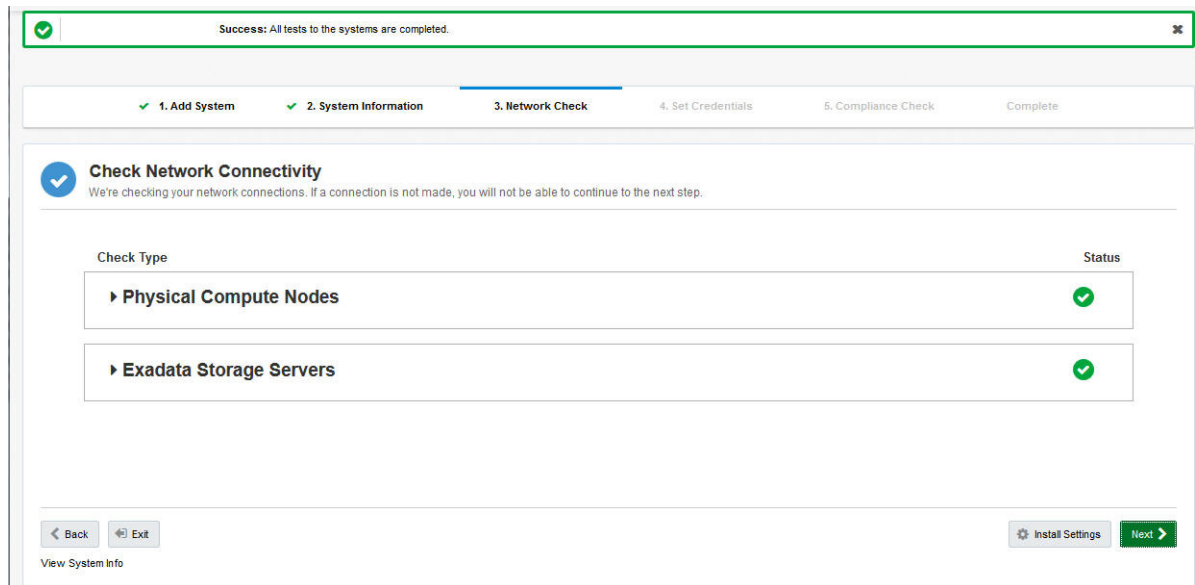 Success: All tests to the systems are completed.
1. Add System
2. System Information
3. Network Check
4. Set Credentials
5. Compliance Check
Complete
Check Network Connectivity
We're checking your network connections. If a connection is not made, you will not be able to continue to the next step.
Check Type
Status
Physical Compute Nodes
Exadata Storage Servers
Back
Exit
Install Settings
Next
View System Info